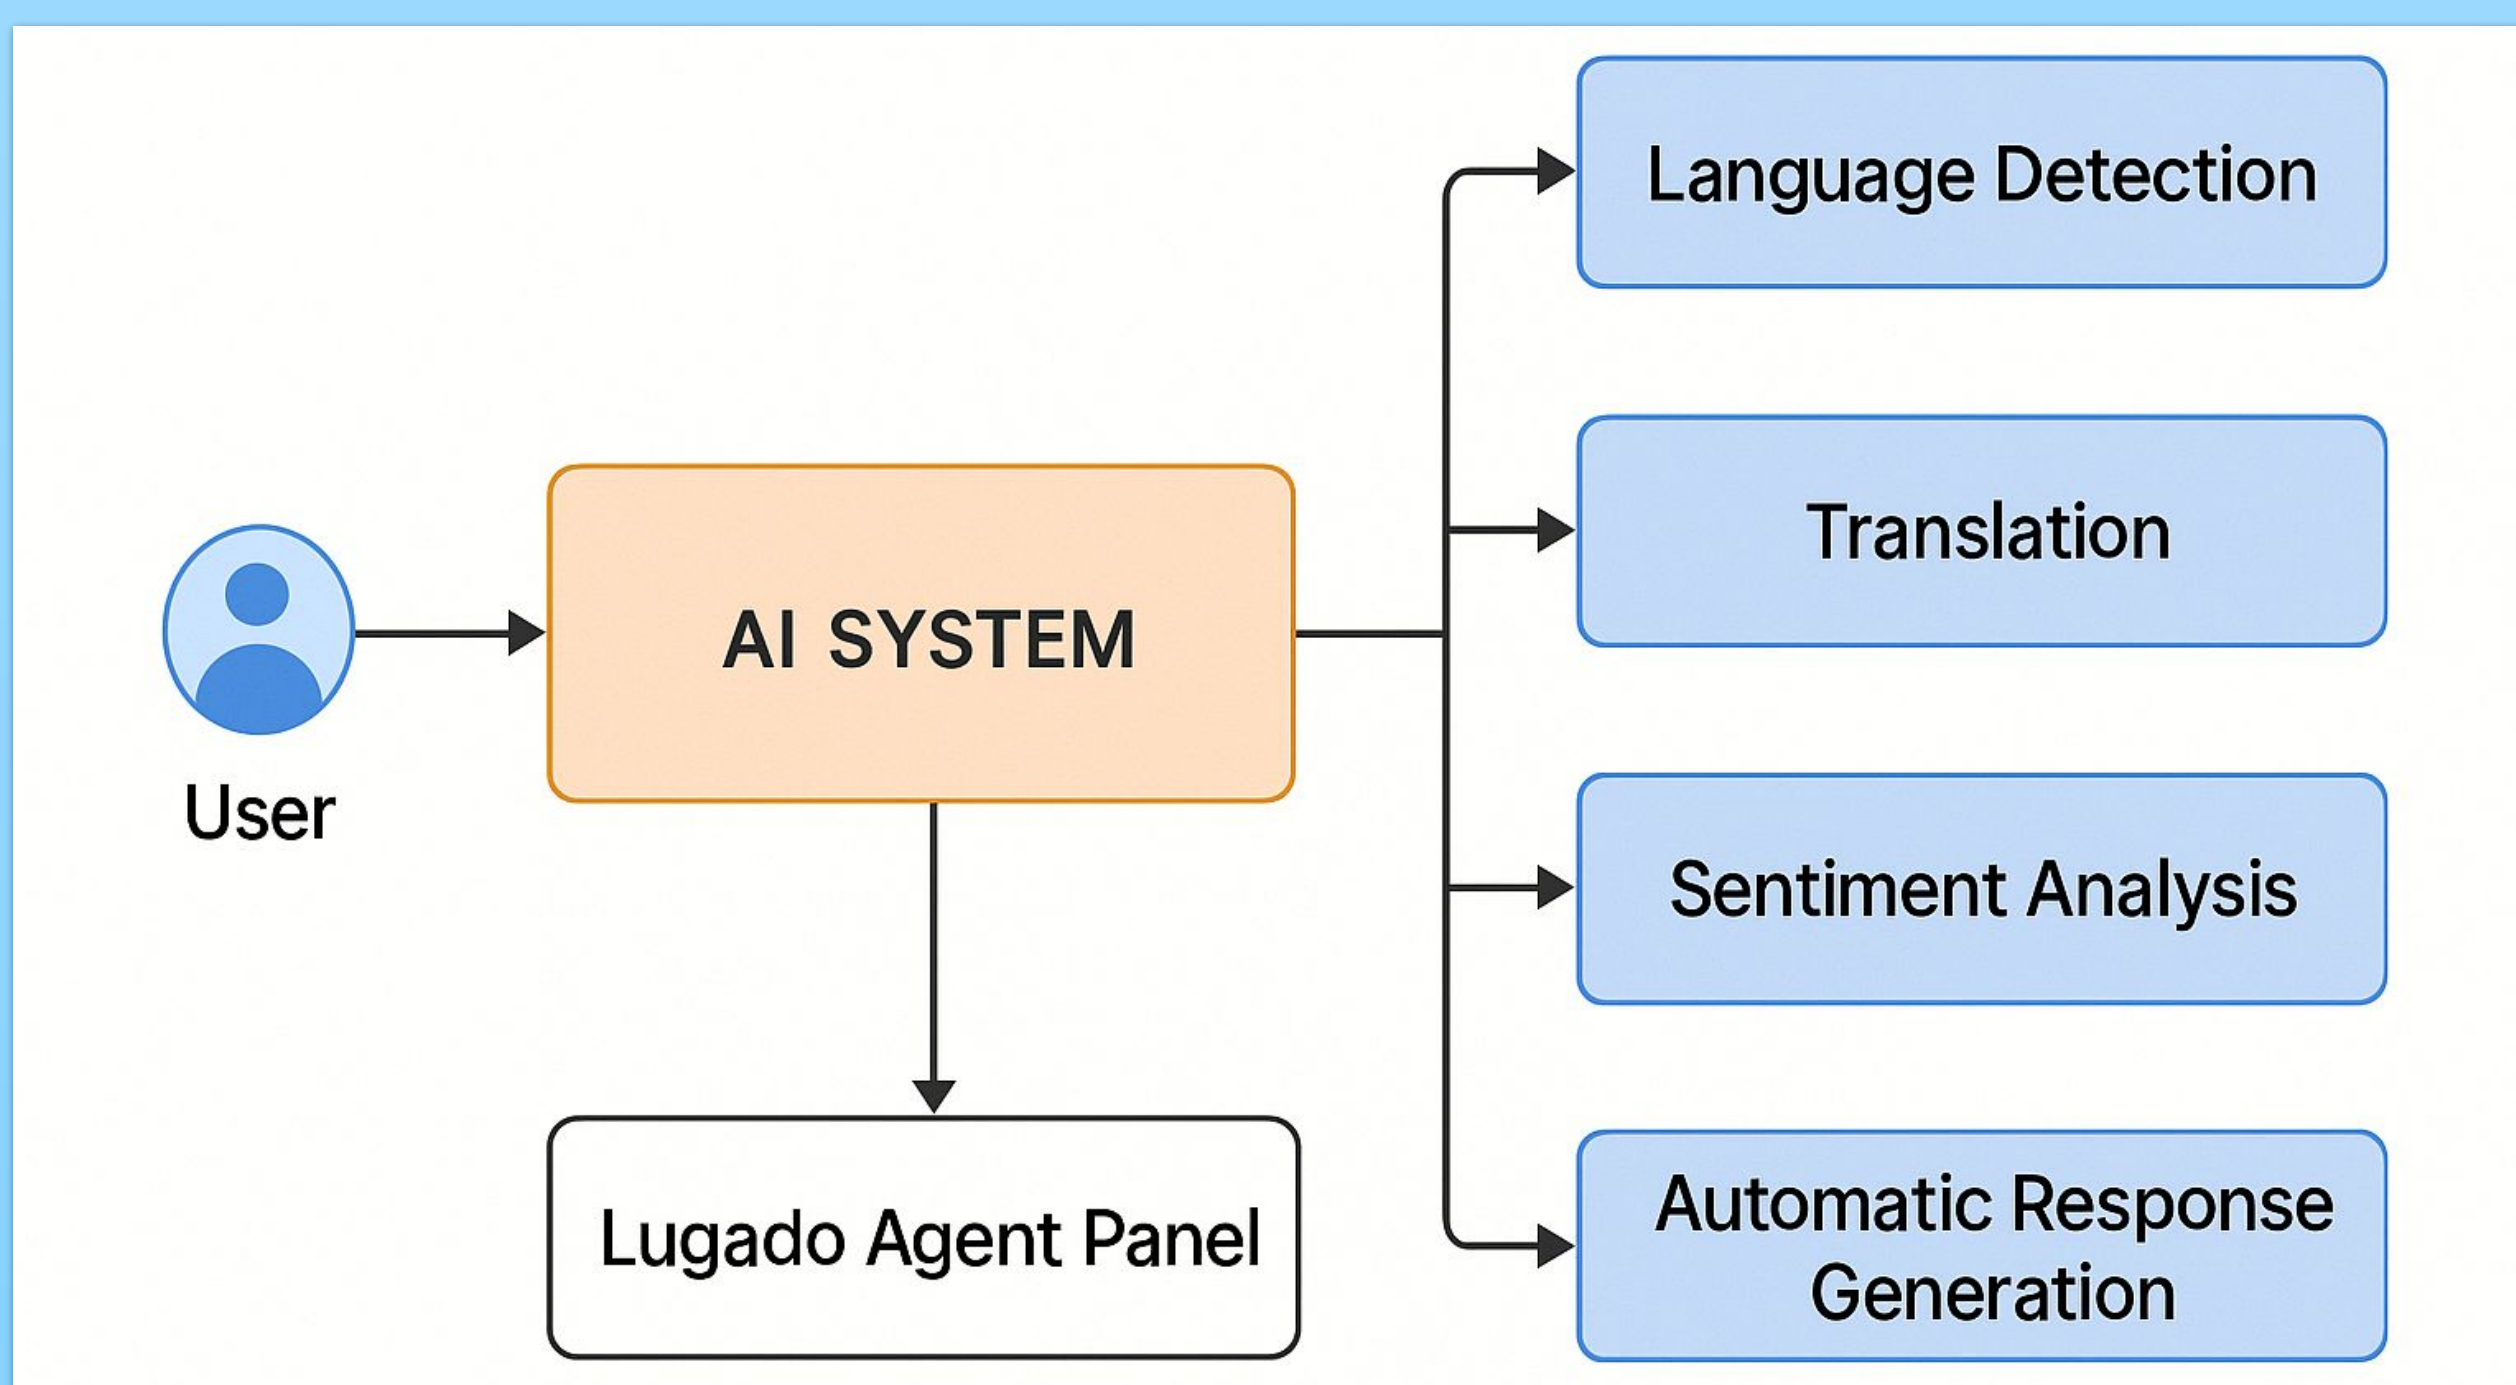 Language Detection
Translation
AI SYSTEM
User
Sentiment Analysis
Lugado Agent Panel
Automatic Response
Generation